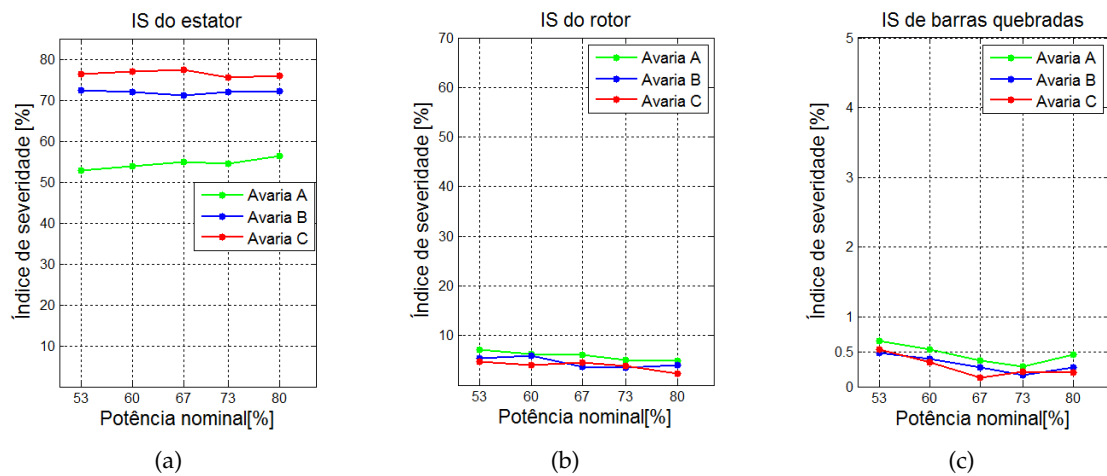 IS do estator
80
70
60
50
40
30
20
10
Índice de severidade [%]
Avaria A
Avaria B
Avaria C
53 60 67 73 80
Potência nominal[%]
(a)
IS do rotor
70
60
50
40
30
20
10
Índice de severidade [%]
Avaria A
Avaria B
Avaria C
53 60 67 73 80
Potência nominal[%]
(b)
IS de barras quebradas
5
4
3
2
1
0.5
0
Índice de severidade [%]
Avaria A
Avaria B
Avaria C
53 60 67 73 80
Potência nominal[%]
(c)